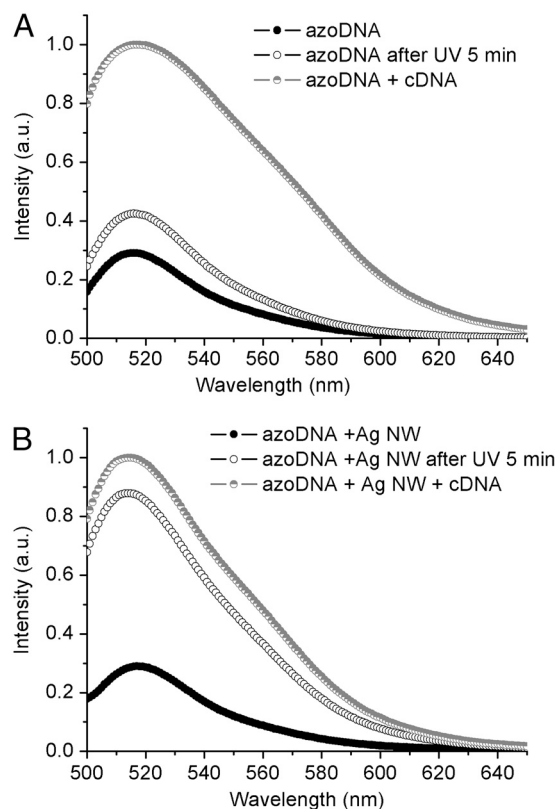 A
azoDNA
azoDNA after UV 5 min
azoDNA + cDNA
1.0
0.8
0.6
0.4
0.2
0.0
Intensity (a.u.)
500 520 540 560 580 600 620 640
Wavelength (nm)
B
azoDNA +Ag NW
azoDNA +Ag NW after UV 5 min
azoDNA + Ag NW + cDNA
1.0
0.8
0.6
0.4
0.2
0.0
Intensity (a.u.)
500 520 540 560 580 600 620 640
Wavelength (nm)